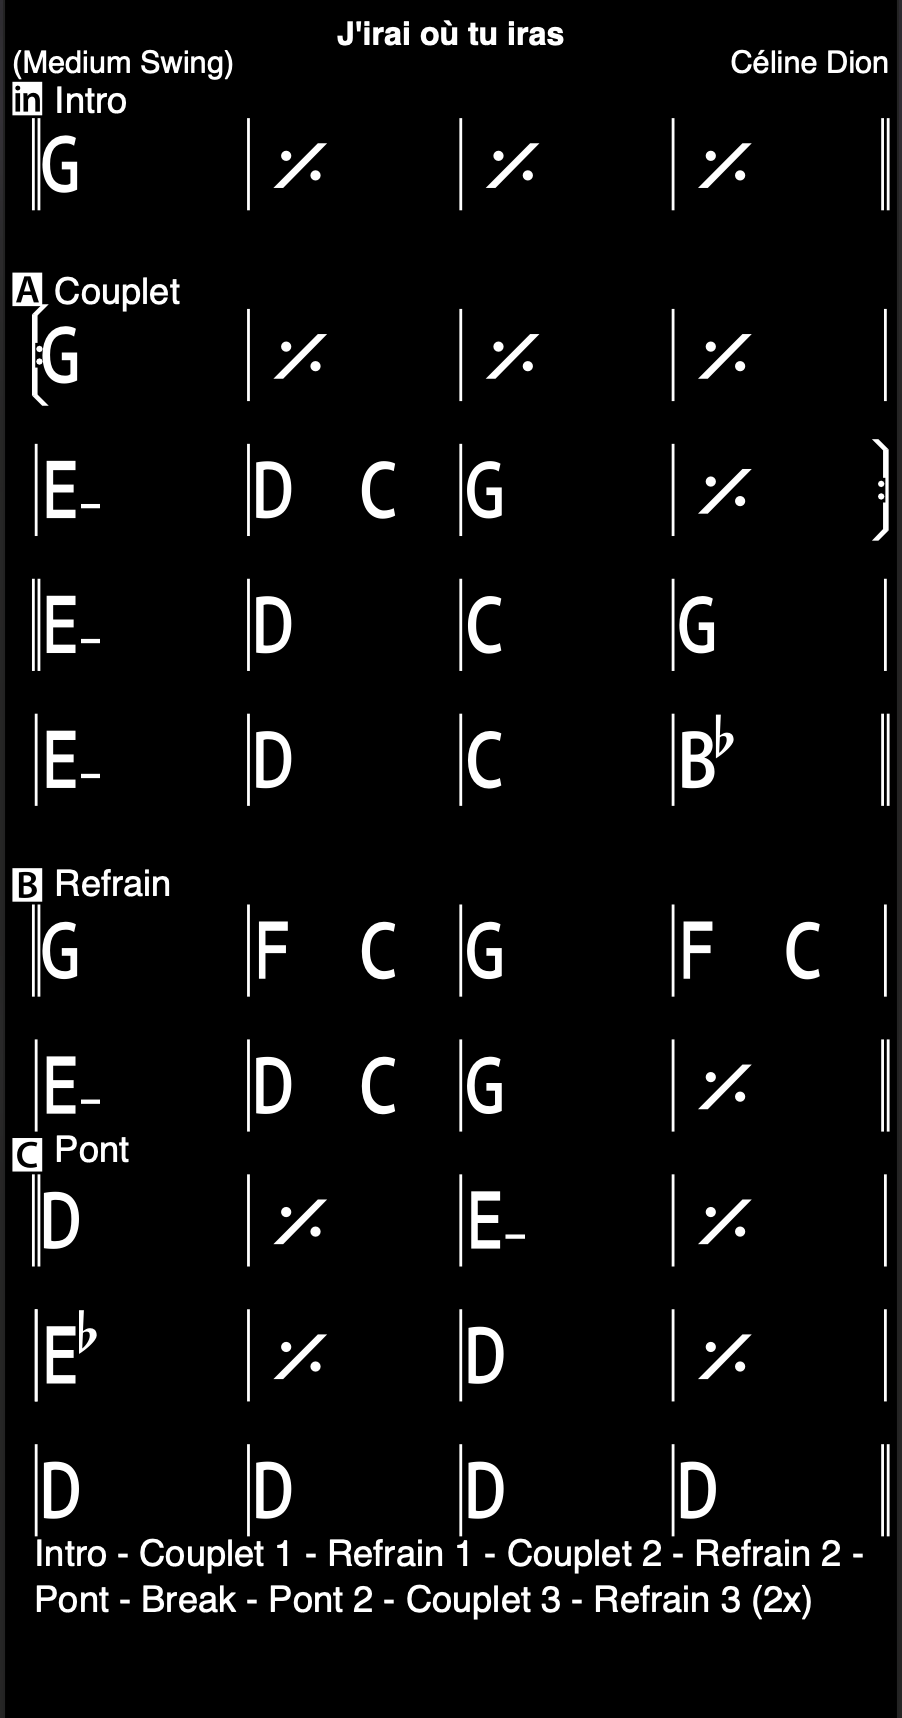 J'irai où tu iras
(Medium Swing) Céline Dion
in Intro
G 𝄎 𝄎 𝄎
A Couplet
G 𝄎 𝄎 𝄎
E– D C G 𝄎
E– D C G
E– D C B♭
B Refrain
G F C G F C
E– D C G 𝄎
C Pont
D 𝄎 E– 𝄎
E♭ 𝄎 D 𝄎
D D D D
Intro - Couplet 1 - Refrain 1 - Couplet 2 - Refrain 2 -
Pont - Break - Pont 2 - Couplet 3 - Refrain 3 (2x)